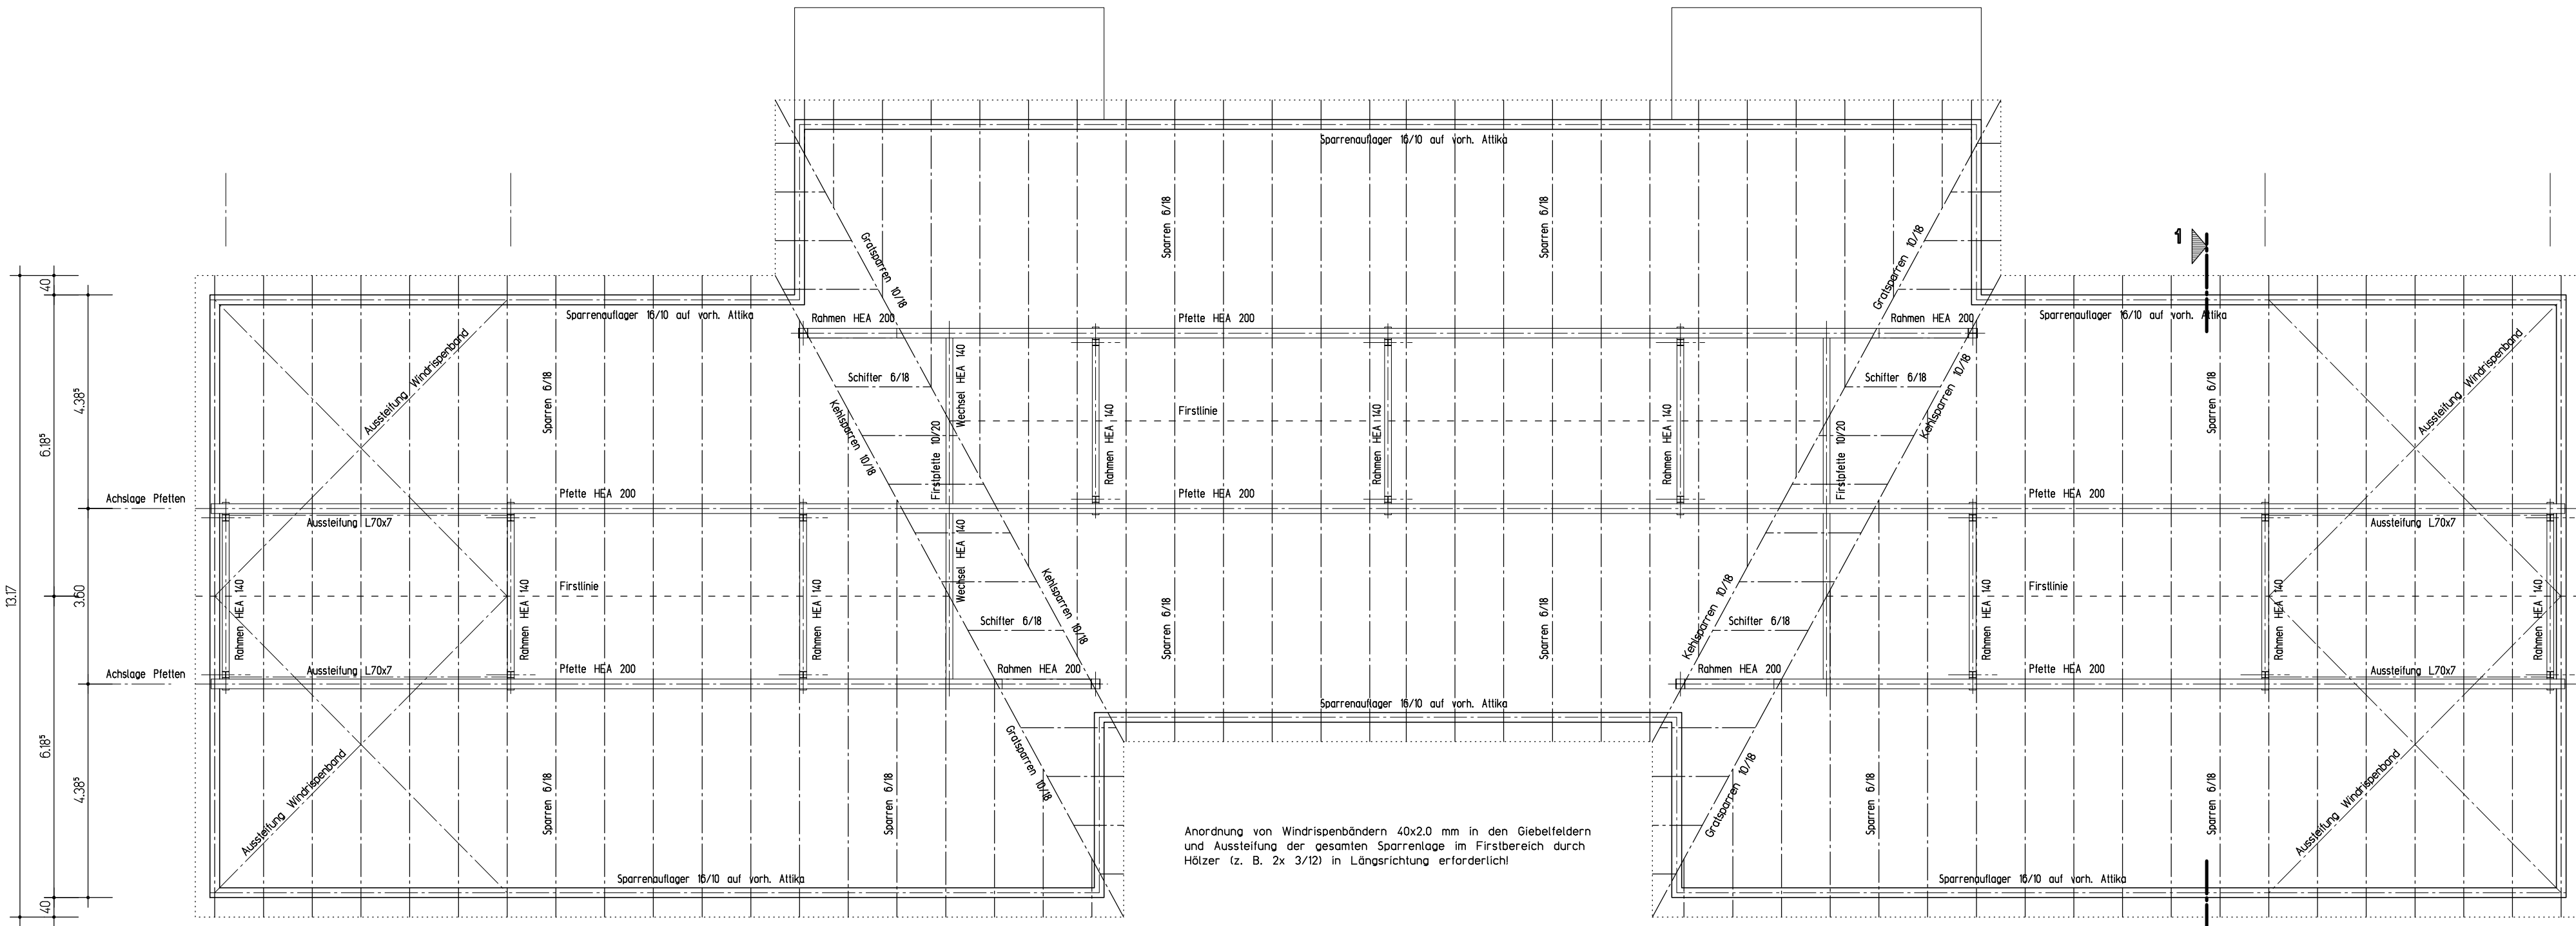 Sparrenauflager 16/10 auf vorh. Attika
Sparren 6/18
Sparren 6/18
Gratsparren 10/18
Gratsparren 10/18
1
40
Sparrenauflager 16/10 auf vorh. Attika
Rahmen HEA 200
Pfette HEA 200
Rahmen HEA 200
Sparrenauflager 16/10 auf vorh. Attika
Aussteifung Windrispenband
Sparren 6/18
Schifter 6/18
Wechsel HEA 140
Schifter 6/18
Kehlsparren 10/18
Sparren 6/18
Aussteifung Windrispenband
4.38⁵
6.18⁵
Kehlsparren 10/18
Firstpfette 10/20
Rahmen HEA 140
Firstlinie
Rahmen HEA 140
Rahmen HEA 140
Firstpfette 10/20
Achslage Pfetten
Pfette HEA 200
Pfette HEA 200
Pfette HEA 200
Aussteifung L70x7
Aussteifung L70x7
13.17
3.60
Rahmen HEA 140
Rahmen HEA 140
Firstlinie
Rahmen HEA 140
Wechsel HEA 140
Kehlsparren 10/18
Sparren 6/18
Sparren 6/18
Kehlsparren 10/18
Rahmen HEA 140
Firstlinie
Rahmen HEA 140
Rahmen HEA 140
Schifter 6/18
Schifter 6/18
Achslage Pfetten
Aussteifung L70x7
Pfette HEA 200
Rahmen HEA 200
Rahmen HEA 200
Pfette HEA 200
Aussteifung L70x7
Sparrenauflager 16/10 auf vorh. Attika
6.18⁵
4.38⁵
Aussteifung Windrispenband
Sparren 6/18
Sparren 6/18
Gratsparren 10/18
Gratsparren 10/18
Sparren 6/18
Sparren 6/18
Aussteifung Windrispenband
Anordnung von Windrispenbändern 40x2.0 mm in den Giebelfeldern
und Aussteifung der gesamten Sparrenlage im Firstbereich durch
Hölzer (z. B. 2x 3/12) in Längsrichtung erforderlich!
Sparrenauflager 16/10 auf vorh. Attika
Sparrenauflager 16/10 auf vorh. Attika
40